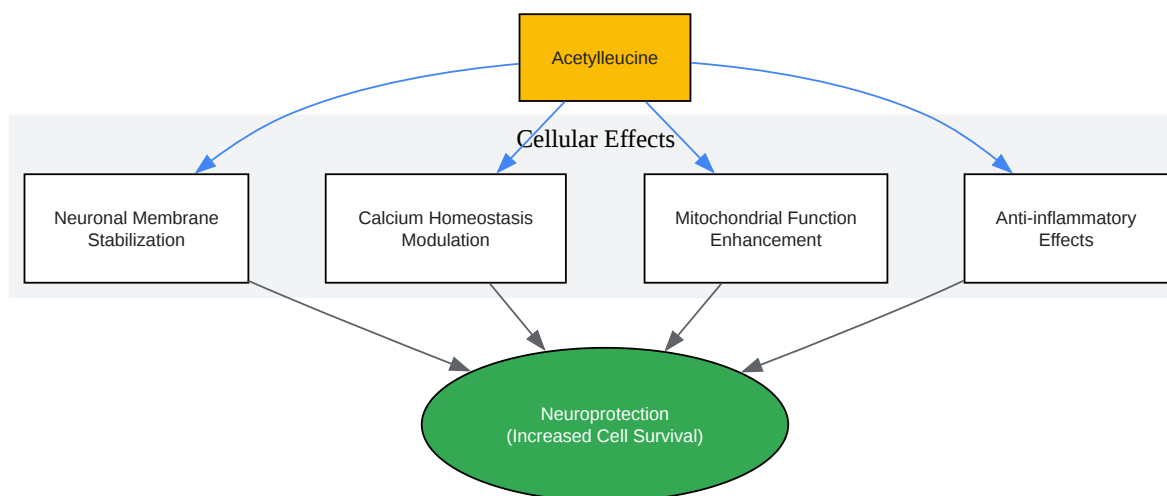 Acetylleucine
Cellular Effects
Neuronal Membrane
Stabilization
Calcium Homeostasis
Modulation
Mitochondrial Function
Enhancement
Anti-inflammatory
Effects
Neuroprotection
(Increased Cell Survival)